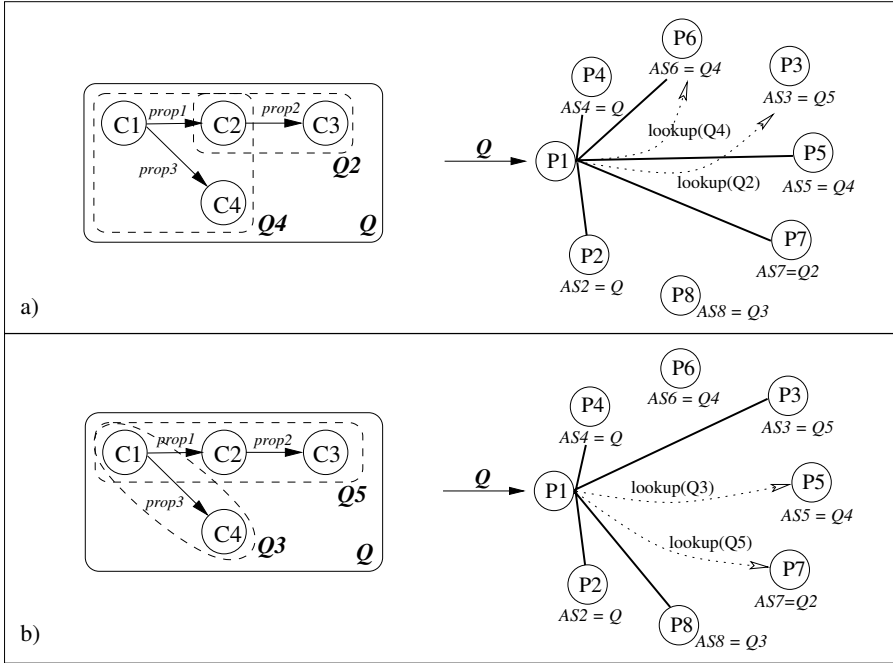 P6
AS6 = Q4
P4
AS4 = Q
P3
AS3 = Q5
C1
prop1
C2
prop2
C3
prop3
Q2
C4
Q4
Q
Q
P1
lookup(Q4)
lookup(Q2)
P5
AS5 = Q4
P2
AS2 = Q
P7
AS7=Q2
P8
AS8 = Q3
a)
P6
AS6 = Q4
P4
AS4 = Q
P3
AS3 = Q5
C1
prop1
C2
prop2
C3
prop3
Q5
C4
Q3
Q
Q
P1
lookup(Q3)
lookup(Q5)
P5
AS5 = Q4
P2
AS2 = Q
P7
AS7=Q2
P8
AS8 = Q3
b)